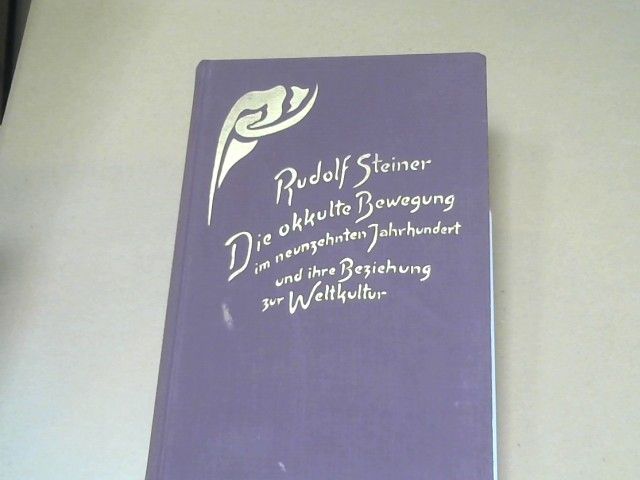 Rudolf Steiner
Die okkulte Bewegung
im neunzehnten Jahrhundert
und ihre Beziehung
zur Weltkultur